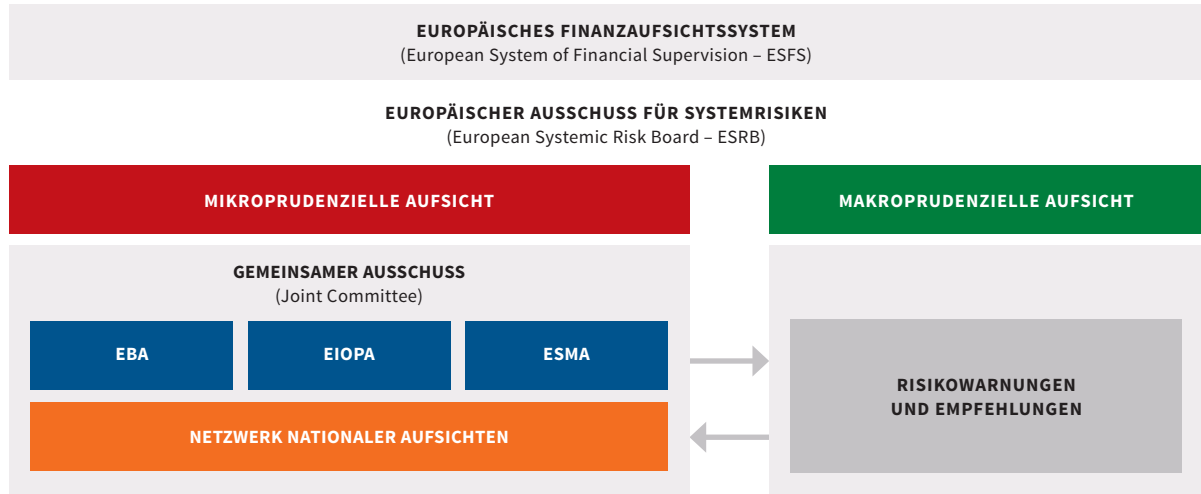 EUROPÄISCHES FINANZAUFSICHTSSYSTEM
(European System of Financial Supervision – ESFS)
EUROPÄISCHER AUSSCHUSS FÜR SYSTEMRISIKEN
(European Systemic Risk Board – ESRB)
MIKROPRUDENZIELLE AUFSICHT
MAKROPRUDENZIELLE AUFSICHT
GEMEINSAMER AUSSCHUSS
(Joint Committee)
EBA
EIOPA
ESMA
NETZWERK NATIONALER AUFSICHTEN
RISIKOWARNUNGEN
UND EMPFEHLUNGEN